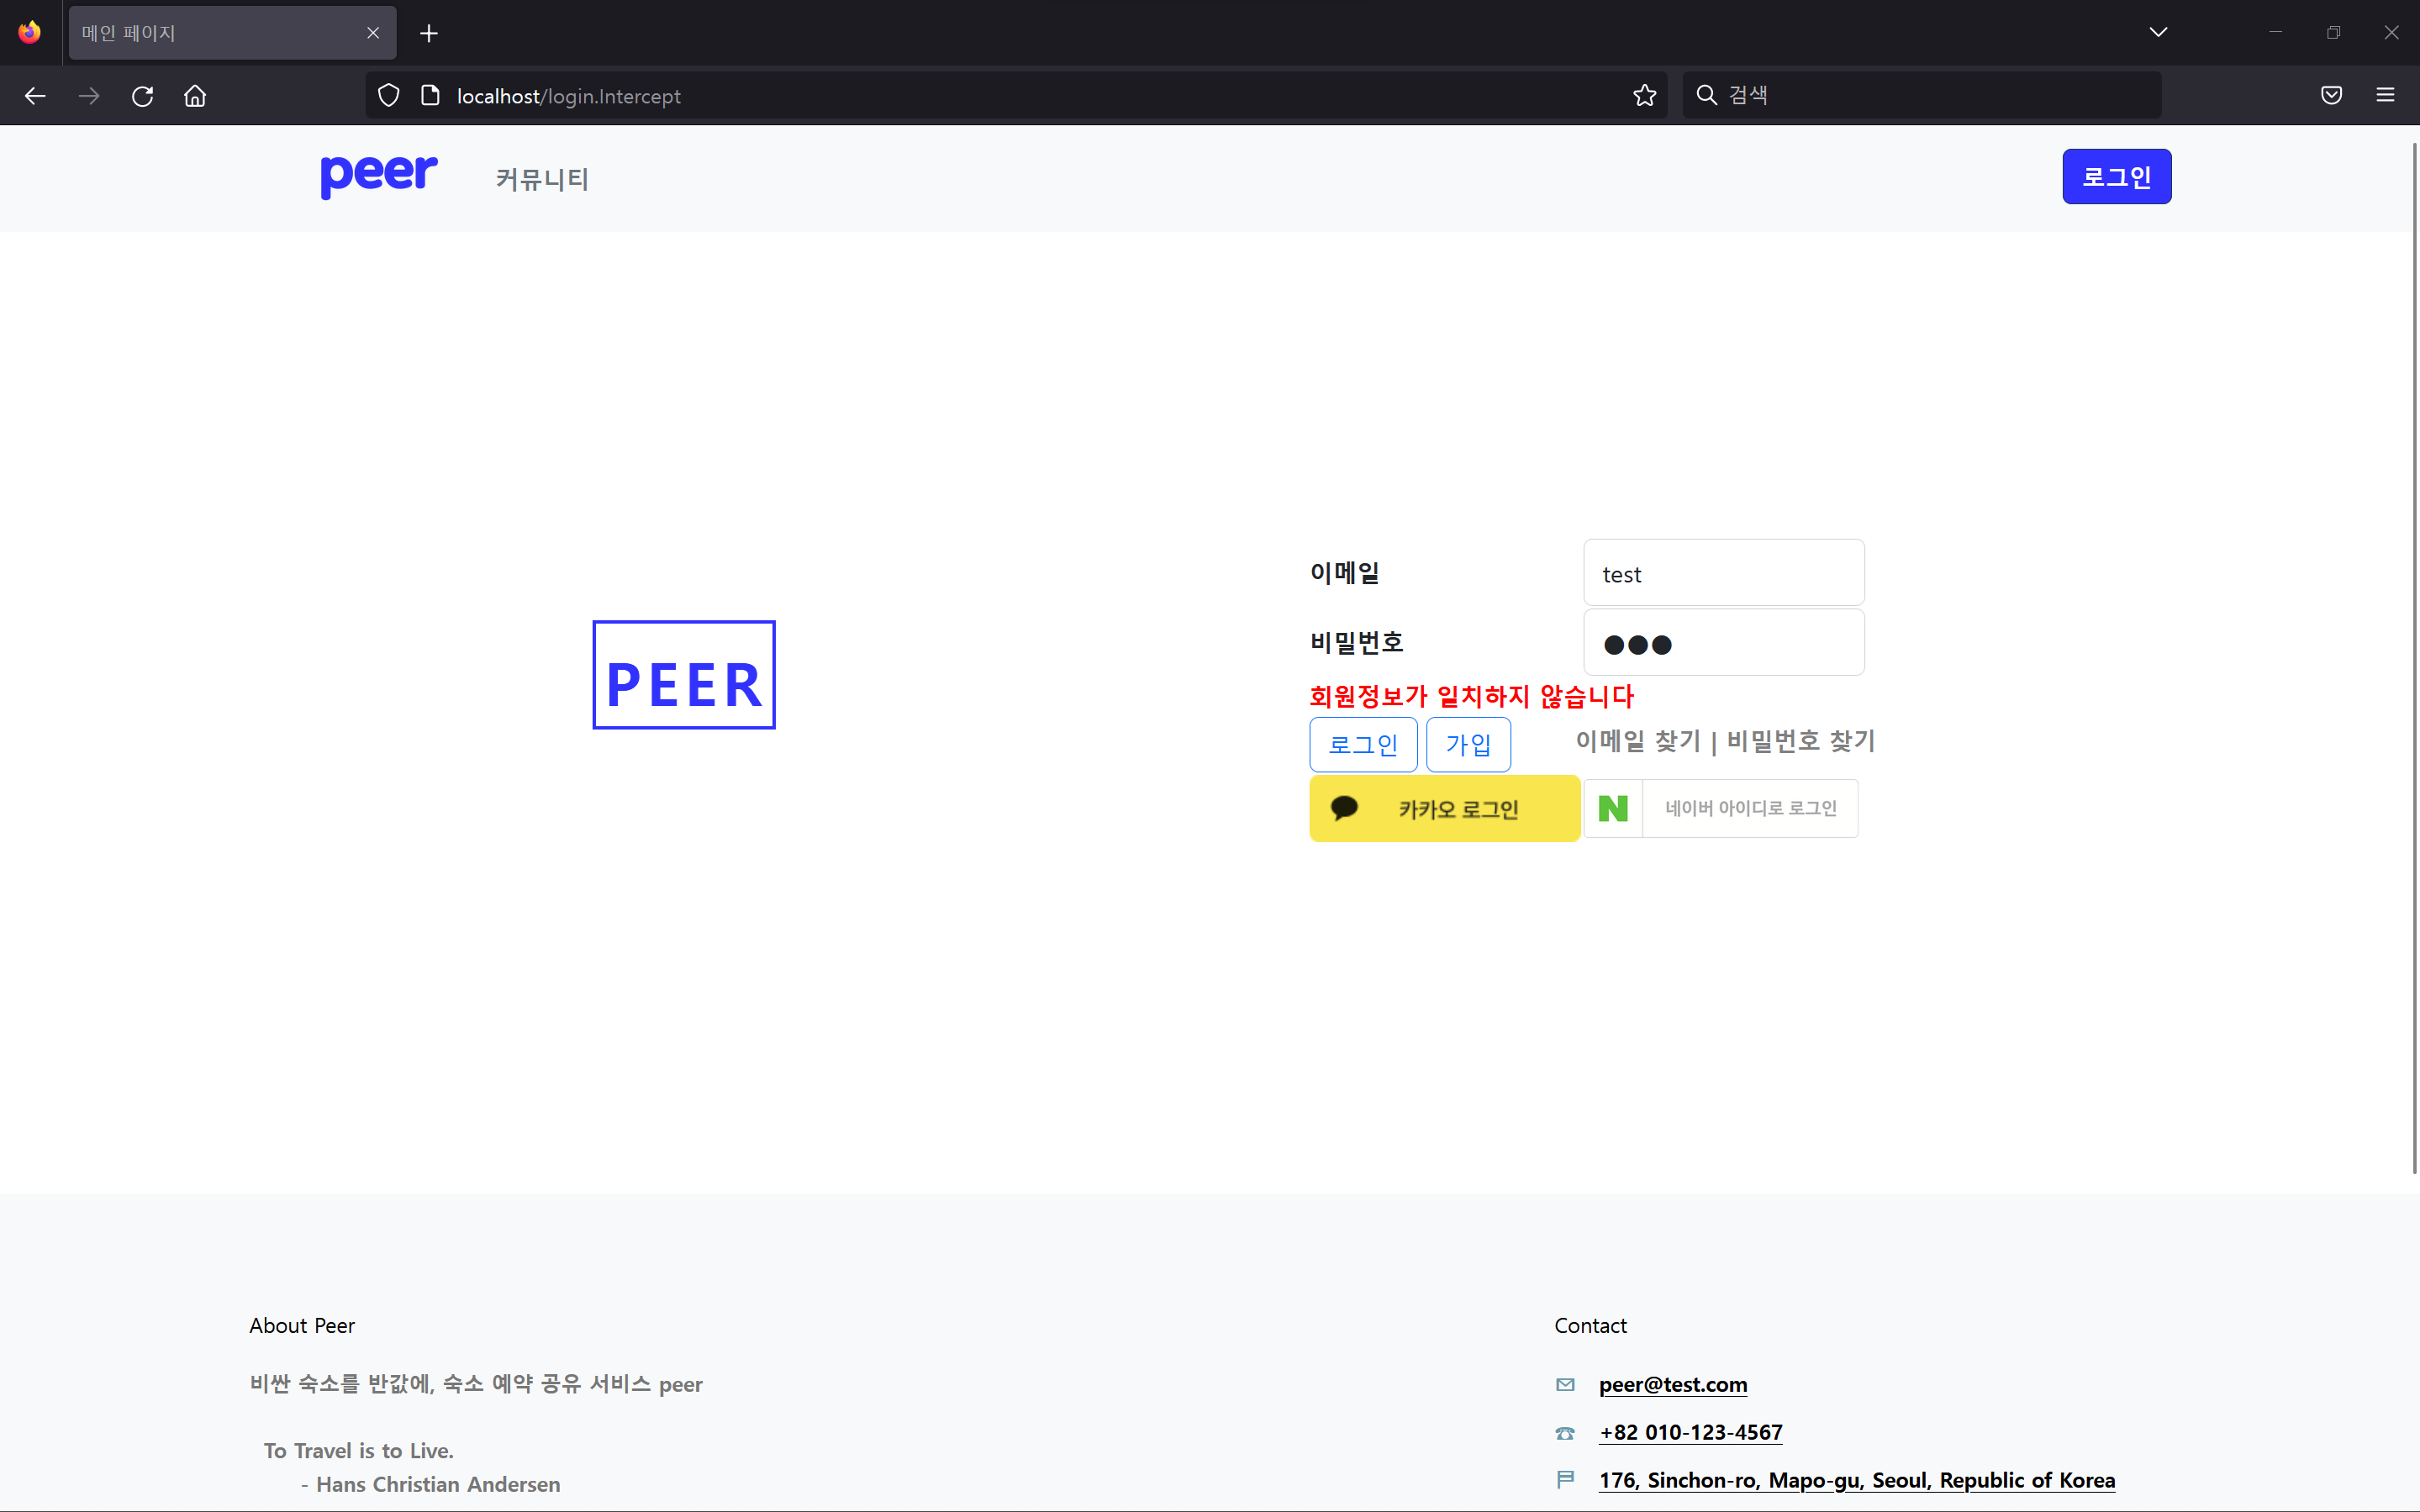 메인 페이지
localhost/login.Intercept
검색
peer
커뮤니티
로그인
PEER
이메일
test
비밀번호
회원정보가 일치하지 않습니다
로그인
가입
이메일 찾기 | 비밀번호 찾기
카카오 로그인
N
네이버 아이디로 로그인
About Peer
비싼 숙소를 반값에, 숙소 예약 공유 서비스 peer
To Travel is to Live.
- Hans Christian Andersen
Contact
peer@test.com
+82 010-123-4567
176, Sinchon-ro, Mapo-gu, Seoul, Republic of Korea